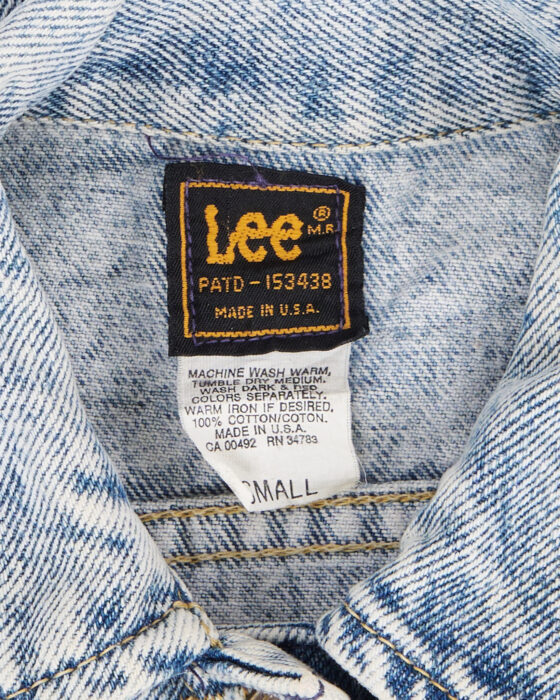 Lee ® M.R.
PATD-153438
MADE IN U.S.A.
MACHINE WASH WARM,
TUMBLE DRY MEDIUM.
WASH DARK & RED
COLORS SEPARATELY.
WARM IRON IF DESIRED.
100% COTTON/COTON.
MADE IN U.S.A.
CA 00492 RN 34783
SMALL